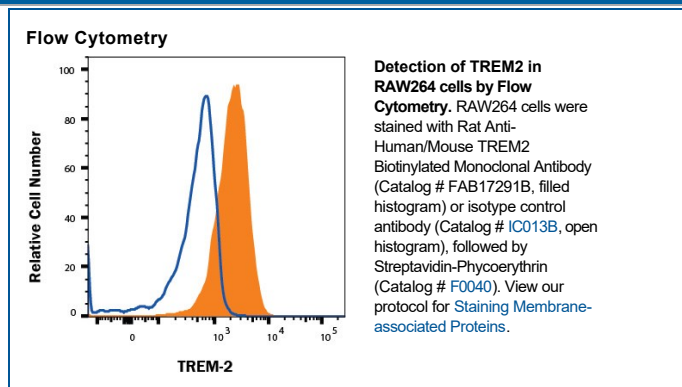 Flow Cytometry
100
80
60
40
20
0
Relative Cell Number
0
10 3
10 4
10 5
TREM-2
Detection of TREM2 in
RAW264 cells by Flow
Cytometry. RAW264 cells were
stained with Rat Anti-
Human/Mouse TREM2
Biotinylated Monoclonal Antibody
(Catalog # FAB17291B, filled
histogram) or isotype control
antibody (Catalog # IC013B, open
histogram), followed by
Streptavidin-Phycoerythrin
(Catalog # F0040). View our
protocol for Staining Membrane-
associated Proteins.